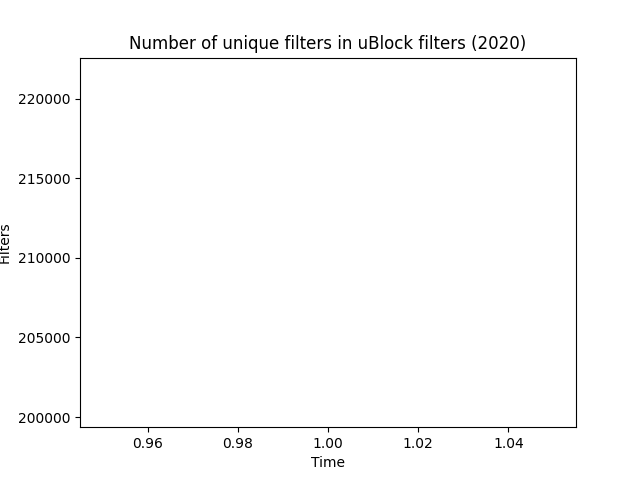 Number of unique filters in uBlock filters (2020)
220000
215000
210000
205000
200000
Filters
0.96 0.98 1.00 1.02 1.04
Time